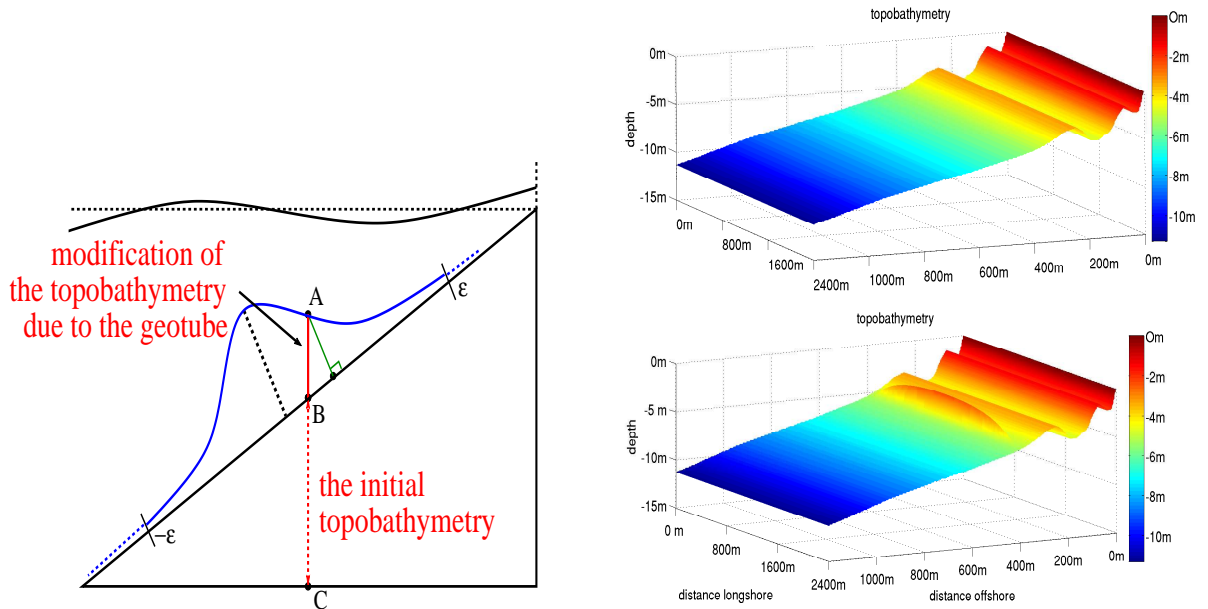 modification of
the topobathymetry
due to the geotube
A
ε
B
the initial
topobathymetry
−ε
C
topobathymetry
0m
-5m
-10m
-15m
depth
0m
800m
1600m
2400m
1000m
800m
600m
400m
200m
0m
Om
-2m
-4m
-6m
-8m
-10m
topobathymetry
0m
-5 m
-10m
-15m
depth
0 m
800m
1600m
2400m
1000m
800m
600m
400m
200m
0m
distance longshore
distance offshore
Om
-2m
-4m
-6m
-8m
-10m